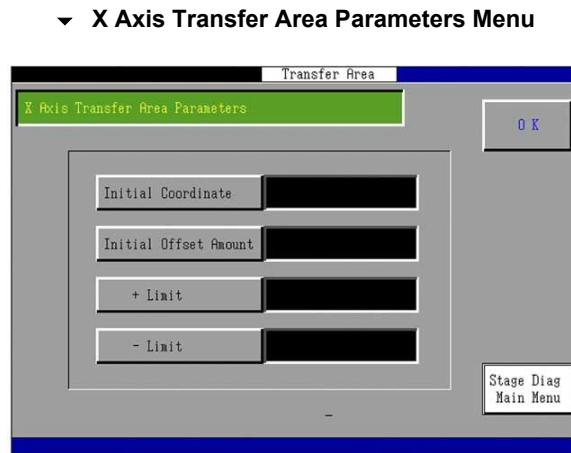 X Axis Transfer Area Parameters Menu
Transfer Area
X Axis Transfer Area Parameters
O K
Initial Coordinate
Initial Offset Amount
+ Limit
- Limit
Stage Diag
Main Menu
-